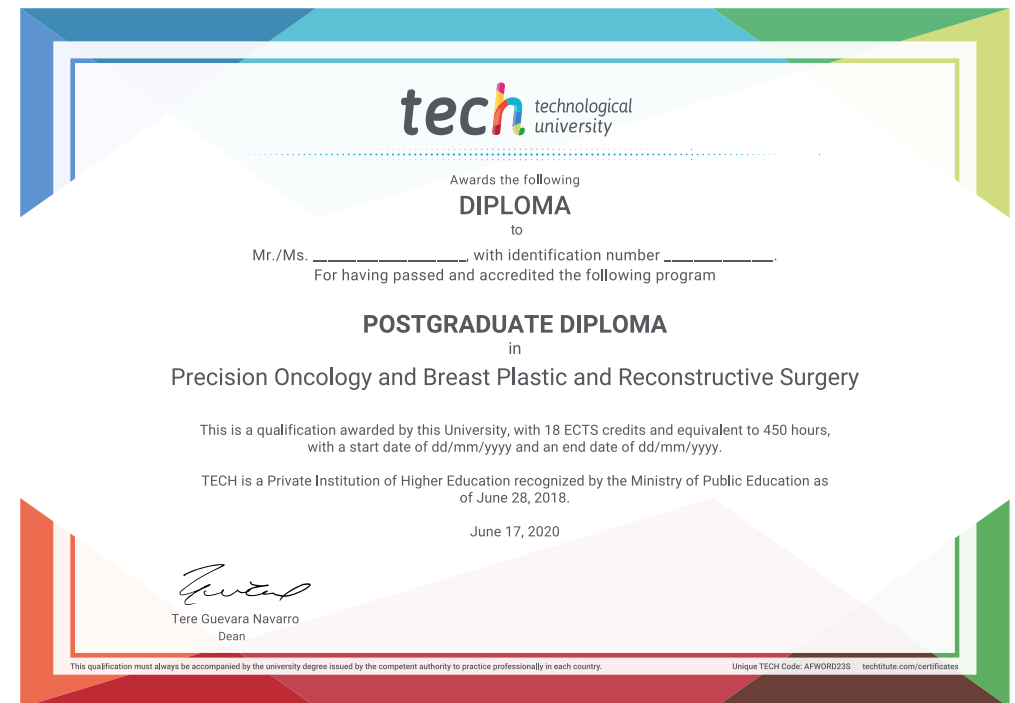 tech technological
university
Awards the following
DIPLOMA
to
Mr./Ms. __________________, with identification number _____________.
For having passed and accredited the following program
POSTGRADUATE DIPLOMA
in
Precision Oncology and Breast Plastic and Reconstructive Surgery
This is a qualification awarded by this University, with 18 ECTS credits and equivalent to 450 hours,
with a start date of dd/mm/yyyy and an end date of dd/mm/yyyy.
TECH is a Private Institution of Higher Education recognized by the Ministry of Public Education as
of June 28, 2018.
June 17, 2020
Tere Guevara Navarro
Dean
This qualification must always be accompanied by the university degree issued by the competent authority to practice professionally in each country.
Unique TECH Code: AFWORD23S techtitute.com/certificates